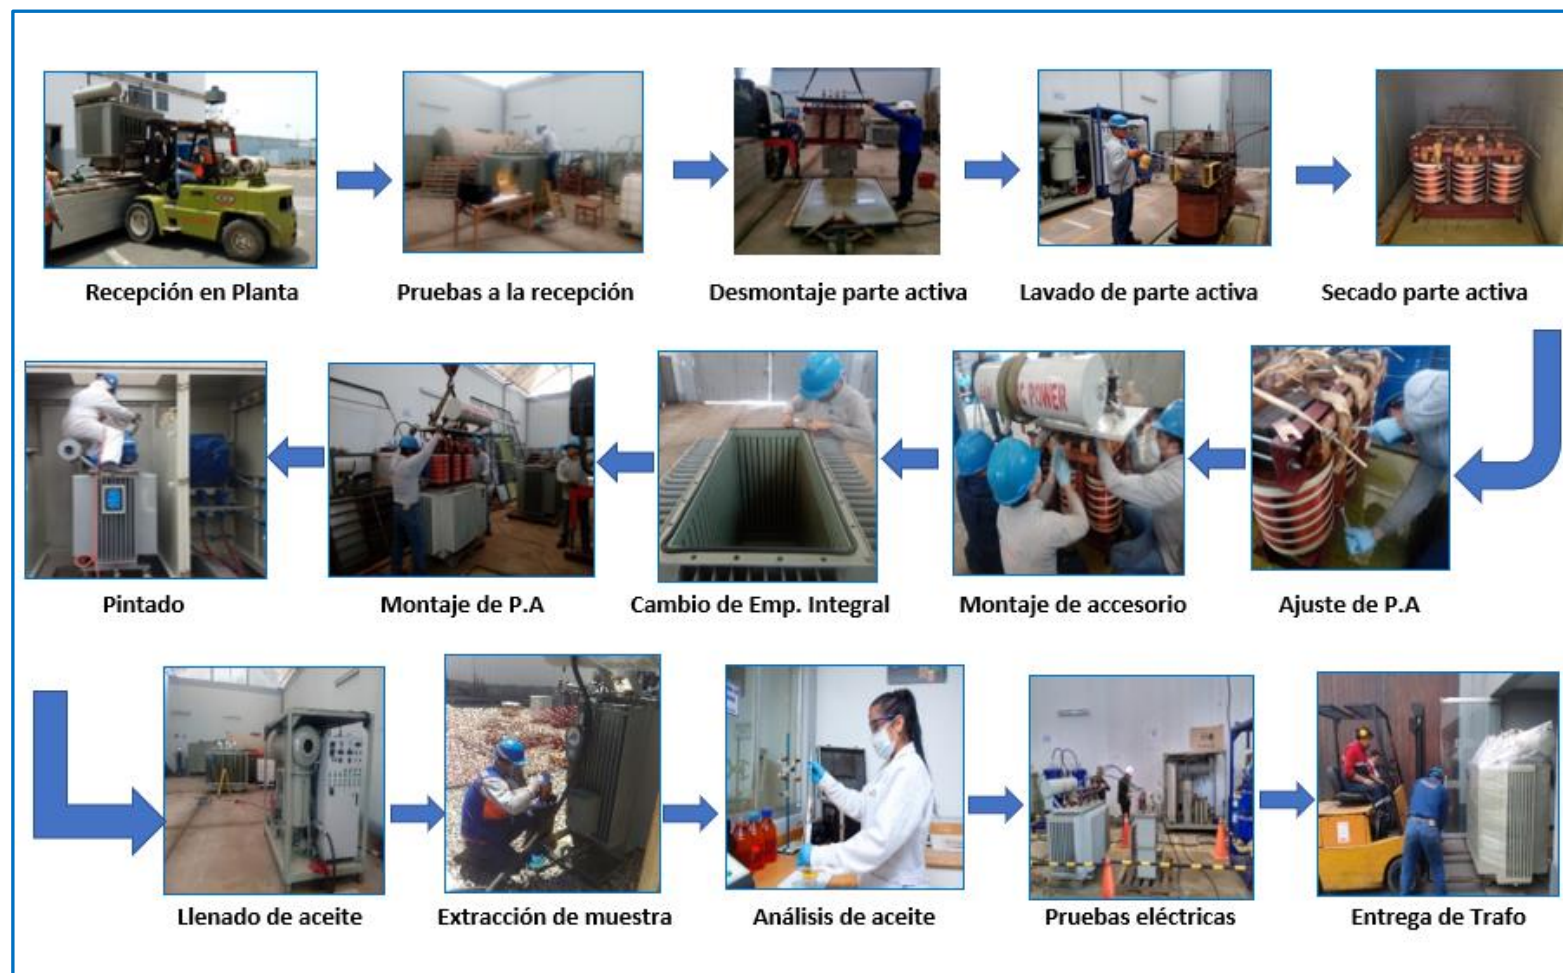 Recepción en Planta
Pruebas a la recepción
Desmontaje parte activa
Lavado de parte activa
Secado parte activa
C POWER
Pintado
Montaje de P.A
Cambio de Emp. Integral
Montaje de accesorio
Ajuste de P.A
Llenado de aceite
Extracción de muestra
Análisis de aceite
Pruebas eléctricas
Entrega de Trafo